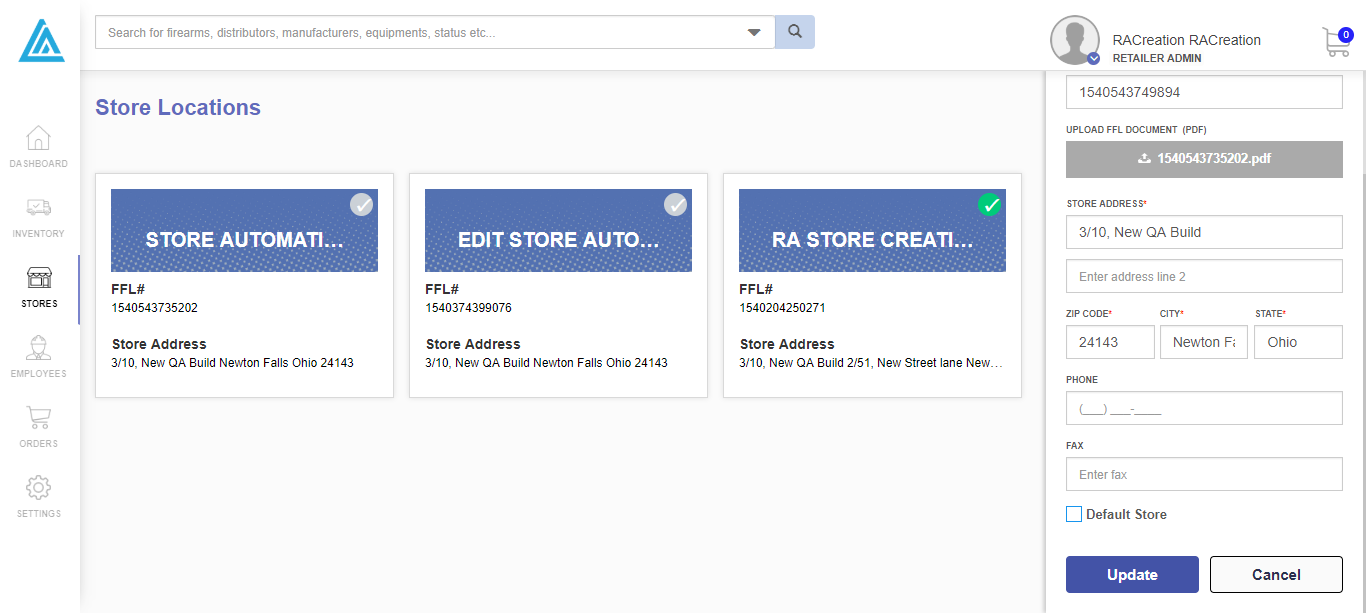 Search for firearms, distributors, manufacturers, equipments, status etc...
RACreation RACreation
RETAILER ADMIN
0
DASHBOARD
INVENTORY
STORES
EMPLOYEES
ORDERS
SETTINGS
Store Locations
STORE AUTOMATI...
FFL#
1540543735202
Store Address
3/10, New QA Build Newton Falls Ohio 24143
EDIT STORE AUTO...
FFL#
1540374399076
Store Address
3/10, New QA Build Newton Falls Ohio 24143
RA STORE CREATI...
FFL#
1540204250271
Store Address
3/10, New QA Build 2/51, New Street lane New...
1540543749894
UPLOAD FFL DOCUMENT (PDF)
1540543735202.pdf
STORE ADDRESS*
3/10, New QA Build
Enter address line 2
ZIP CODE* CITY* STATE*
24143 Newton Fa Ohio
PHONE
(___) ___-____
FAX
Enter fax
Default Store
Update Cancel